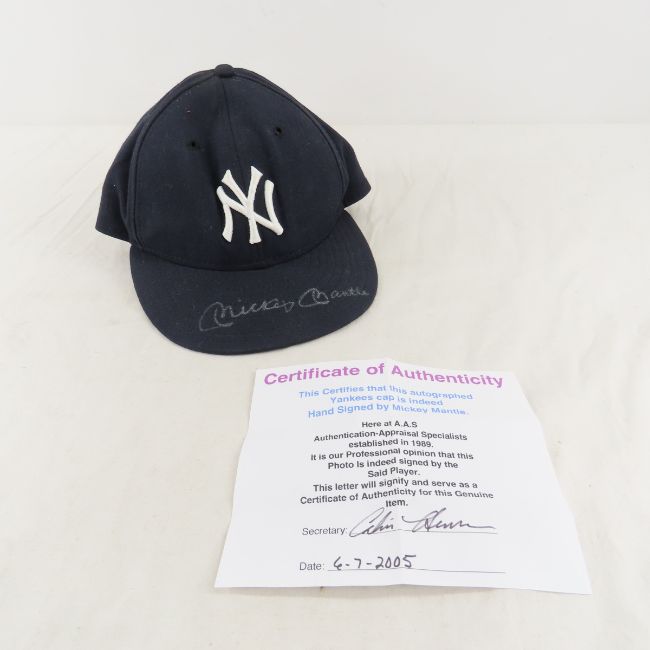 NY
Mickey Mantle
Certificate of Authenticity
This Certifies that this autographed
Yankees cap is indeed
Hand Signed by Mickey Mantle.
Here at A.A.S
Authentication-Appraisal Specialists
established in 1989.
It is our Professional opinion that this
Photo Is indeed signed by the
Said Player.
This letter will signify and serve as a
Certificate of Authenticity for this Genuine
Item.
Secretary:
Date: 6-7-2005